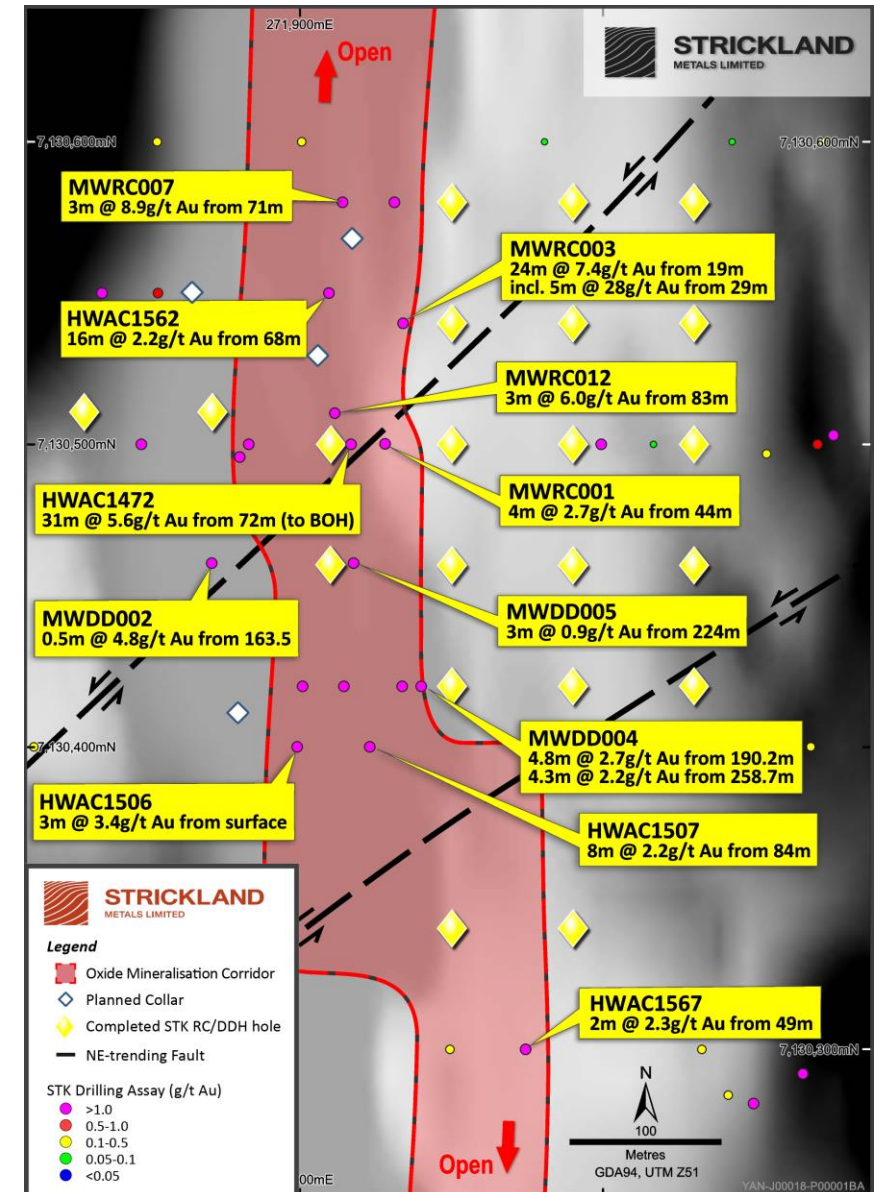 271,900mE
Open
STRICKLAND
METALS LIMITED
7,130,600mN
7,130,600mN
MWRC007
3m @ 8.9g/t Au from 71m
MWRC003
24m @ 7.4g/t Au from 19m
incl. 5m @ 28g/t Au from 29m
HWAC1562
16m @ 2.2g/t Au from 68m
MWRC012
3m @ 6.0g/t Au from 83m
7,130,500mN
HWAC1472
31m @ 5.6g/t Au from 72m (to BOH)
MWRC001
4m @ 2.7g/t Au from 44m
MWDD002
0.5m @ 4.8g/t Au from 163.5
MWDD005
3m @ 0.9g/t Au from 224m
7,130,400mN
MWDD004
4.8m @ 2.7g/t Au from 190.2m
4.3m @ 2.2g/t Au from 258.7m
HWAC1506
3m @ 3.4g/t Au from surface
HWAC1507
8m @ 2.2g/t Au from 84m
HWAC1567
2m @ 2.3g/t Au from 49m
7,130,300mN
STRICKLAND
METALS LIMITED
Legend
Oxide Mineralisation Corridor
Planned Collar
Completed STK RC/DDH hole
NE-trending Fault
STK Drilling Assay (g/t Au)
>1.0
0.5-1.0
0.1-0.5
0.05-0.1
<0.05
00mE
Open
N
100
Metres
GDA94, UTM Z51
YAN-J00018-P00001BA